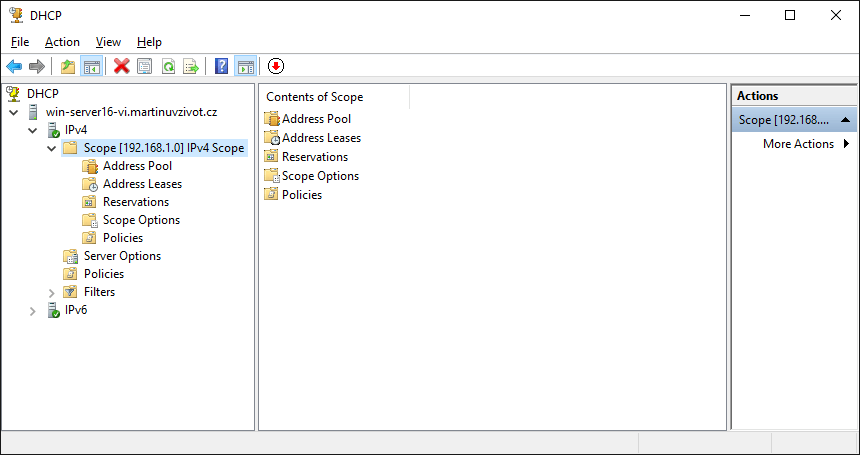 DHCP
File Action View Help
DHCP
win-server16-vi.martinuvzivot.cz
IPv4
Scope [192.168.1.0] IPv4 Scope
Address Pool
Address Leases
Reservations
Scope Options
Policies
Server Options
Policies
Filters
IPv6
Contents of Scope
Address Pool
Address Leases
Reservations
Scope Options
Policies
Actions
Scope [192.168....
More Actions